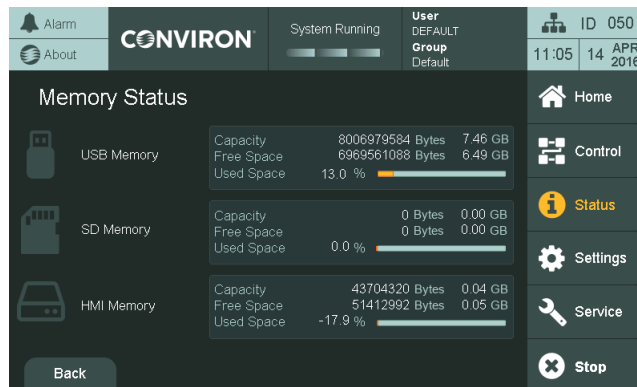 Alarm
About
CONVIRON
System Running
User
DEFAULT
Group
Default
ID 050
11:05 14 APR 2016
Memory Status
USB Memory
Capacity 8006979584 Bytes 7.46 GB
Free Space 6969561088 Bytes 6.49 GB
Used Space 13.0 %
SD Memory
Capacity 0 Bytes 0.00 GB
Free Space 0 Bytes 0.00 GB
Used Space 0.0 %
HMI Memory
Capacity 43704320 Bytes 0.04 GB
Free Space 51412992 Bytes 0.05 GB
Used Space -17.9 %
Back
Home
Control
Status
Settings
Service
Stop